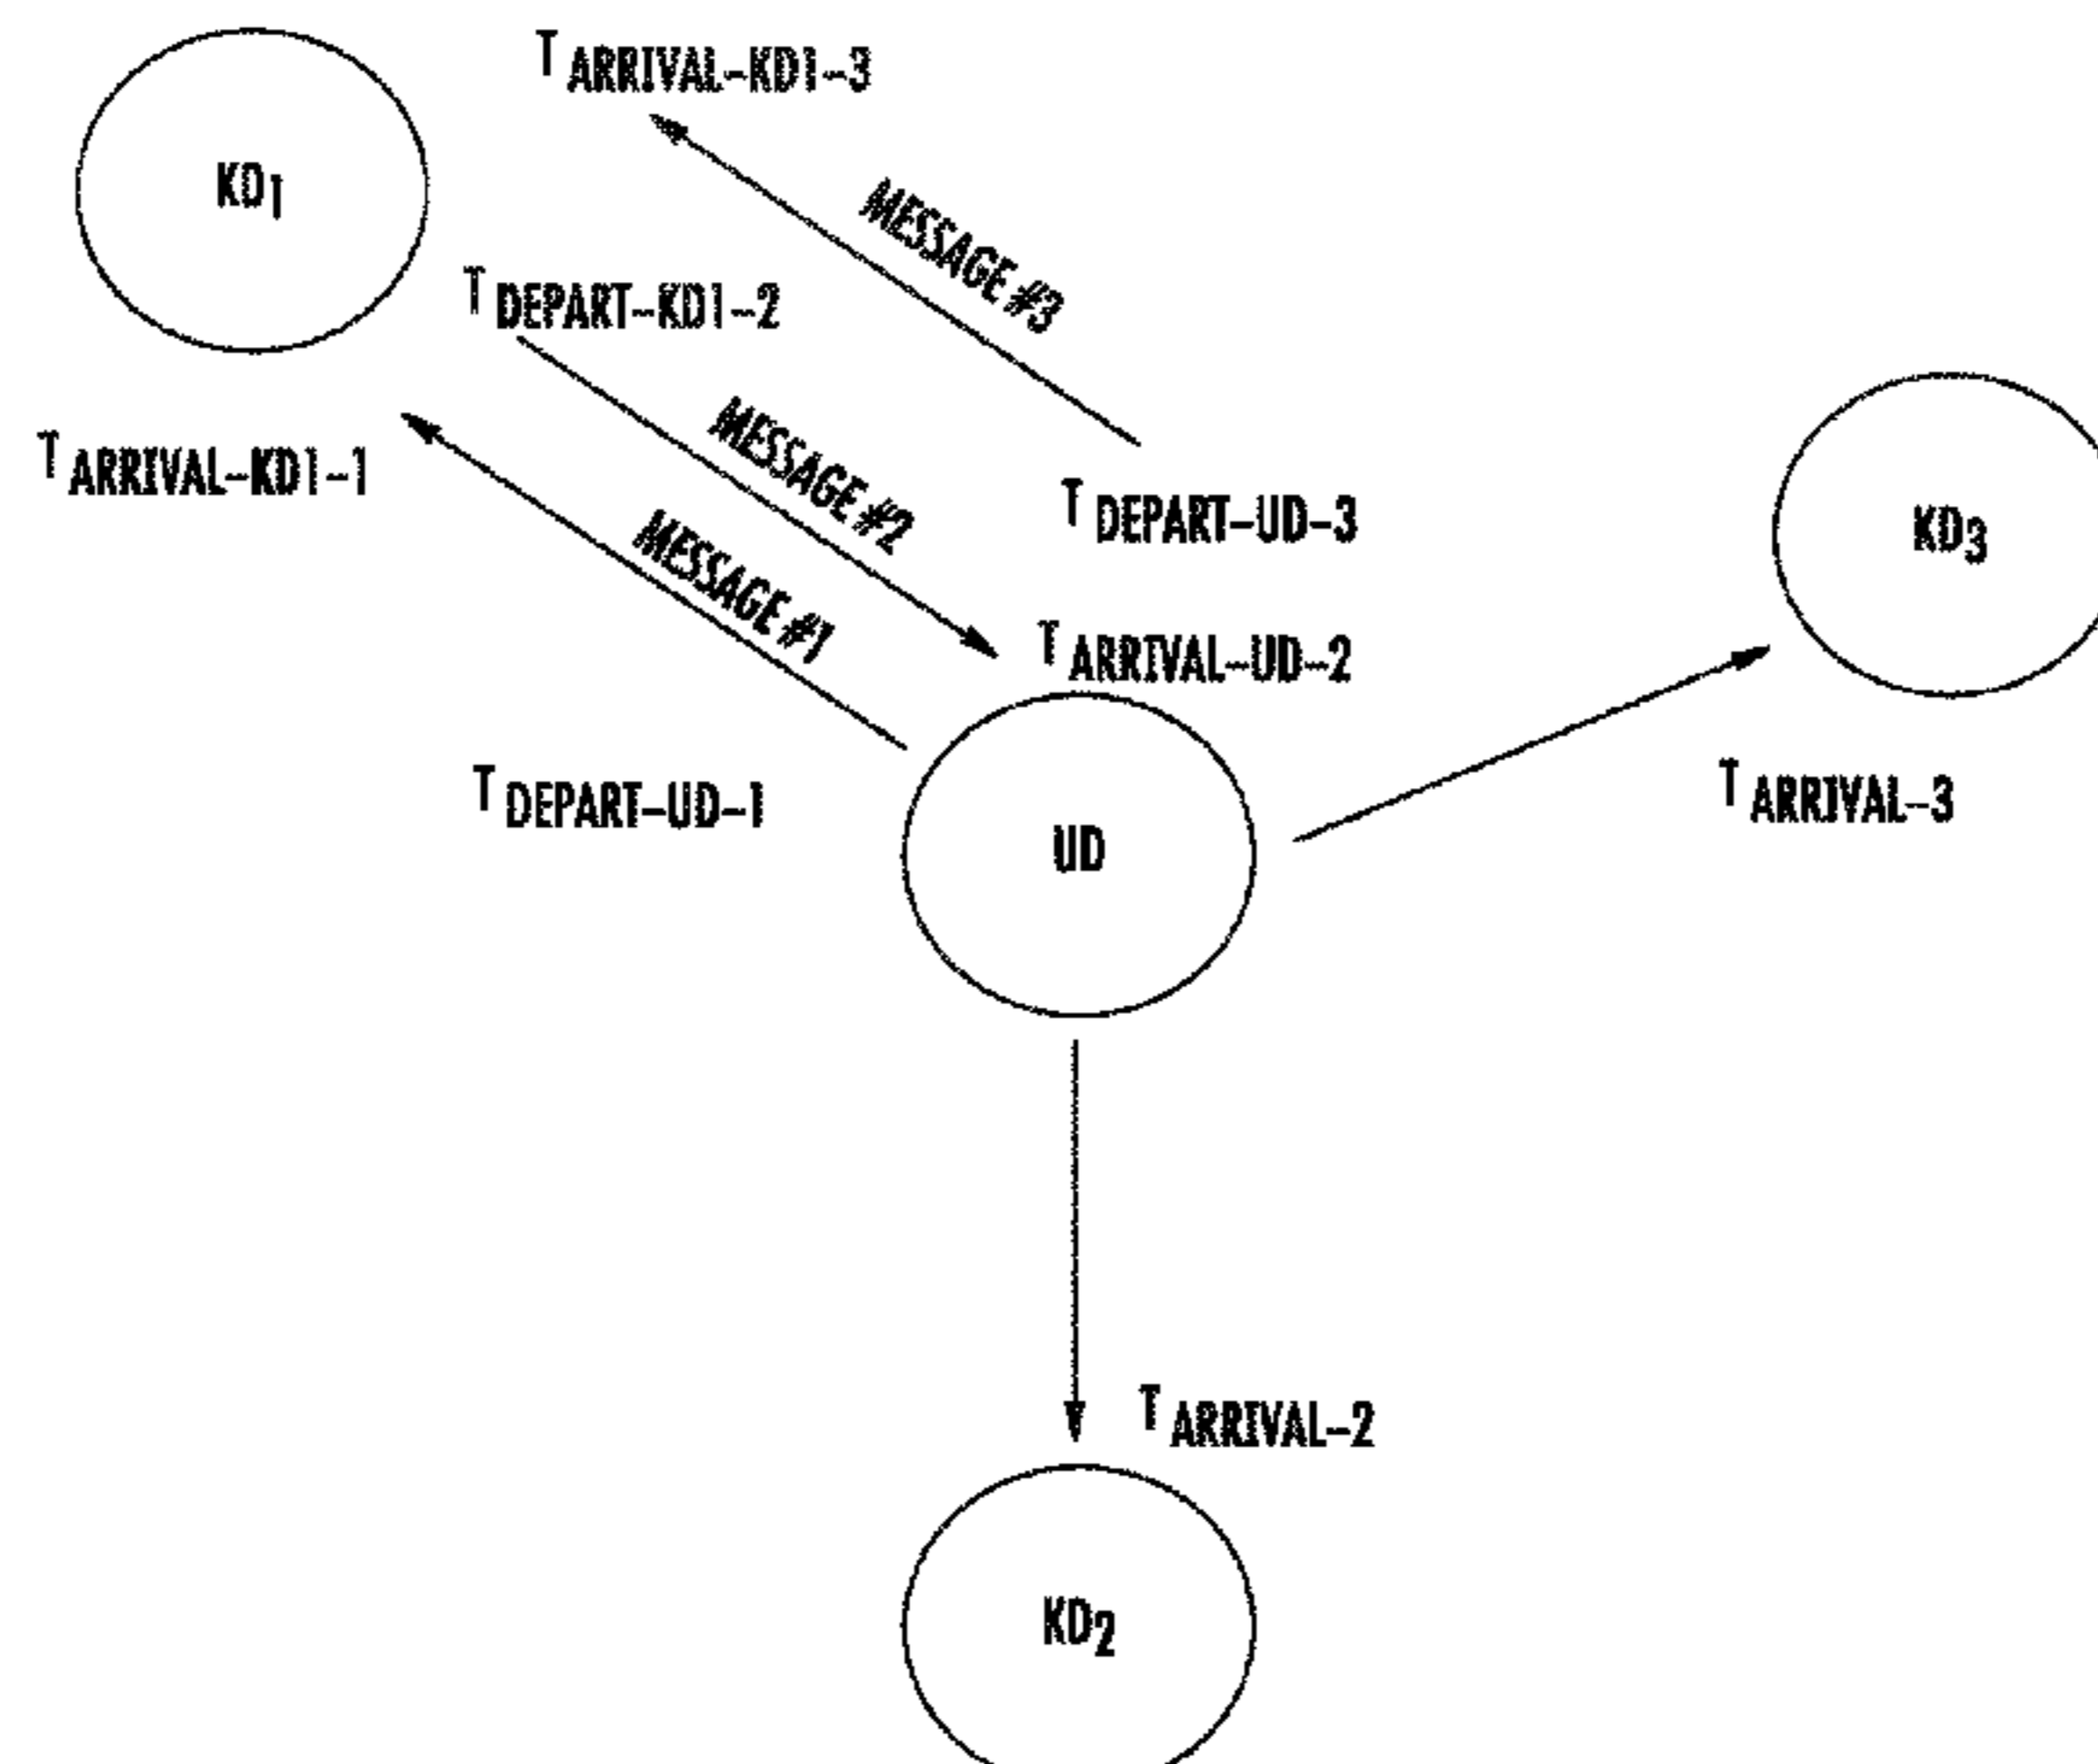 T ARRIVAL-KD1-3
KD1
MESSAGE #3
T DEPART-KD1-2
MESSAGE #2
T ARRIVAL-KD1-1
T DEPART-UD-3
KD3
MESSAGE #1
T ARRIVAL-UD-2
T DEPART-UD-1
T ARRIVAL-3
UD
T ARRIVAL-2
KD2